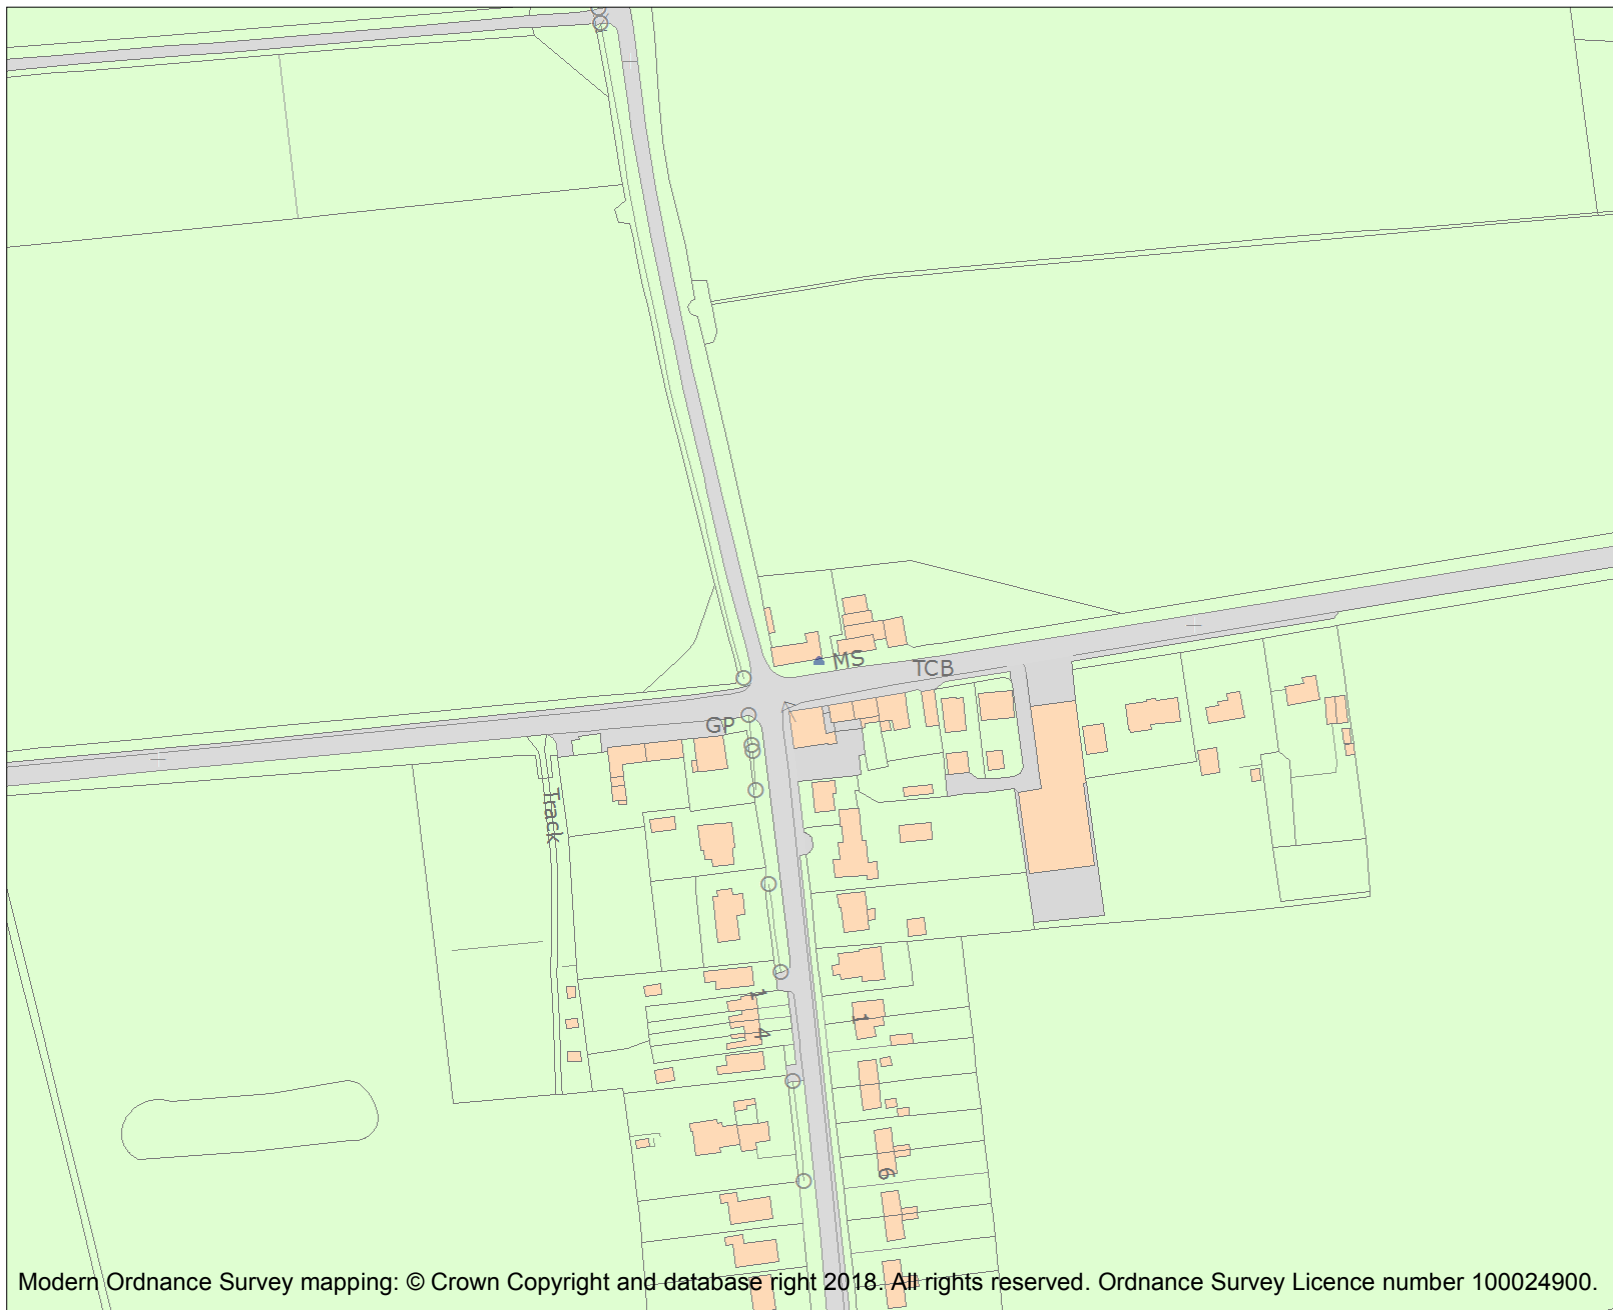 MS
TCB
GP
Track
1
4
1
6
Modern Ordnance Survey mapping: © Crown Copyright and database right 2018. All rights reserved. Ordnance Survey Licence number 100024900.